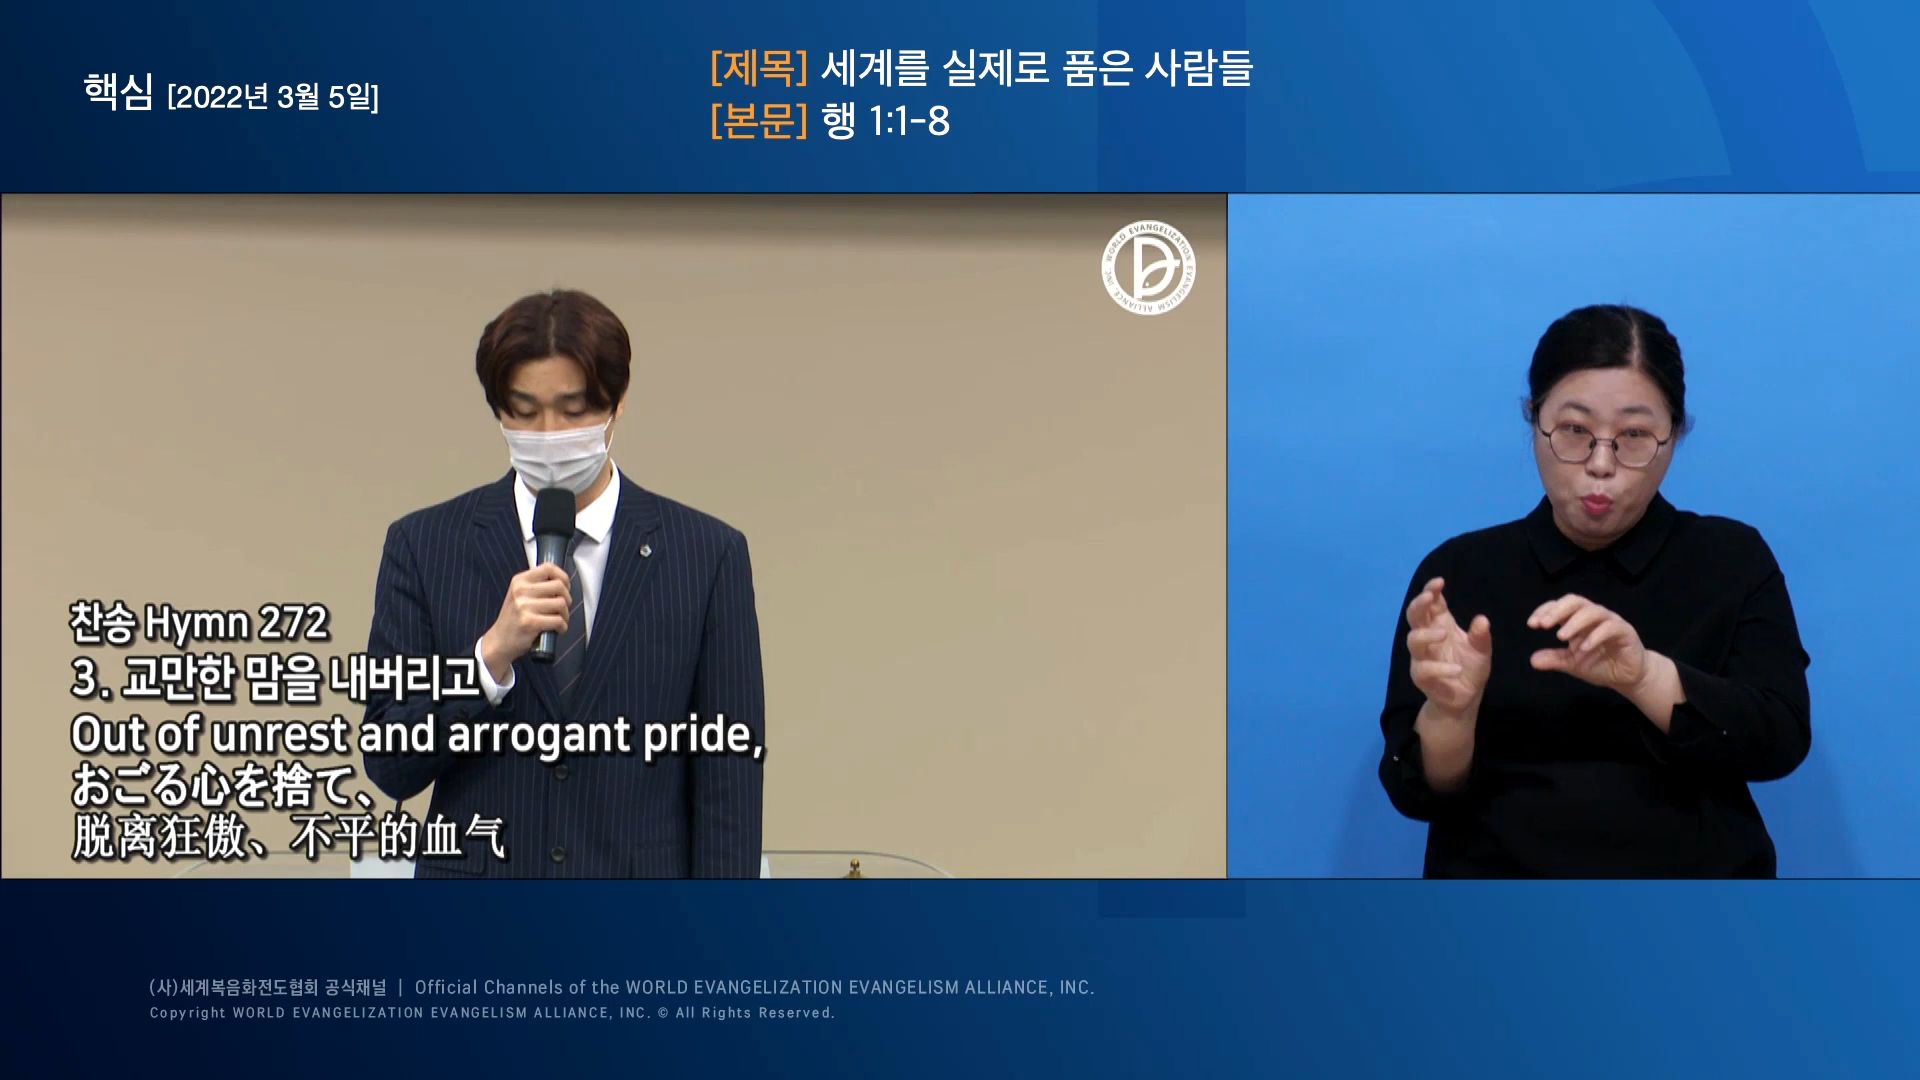 핵심 [2022년 3월 5일]
[제목] 세계를 실제로 품은 사람들
[본문] 행 1:1-8
WORLD EVANGELIZATION EVANGELISM ALLIANCE, INC.
찬송 Hymn 272
3. 교만한 맘을 내버리고
Out of unrest and arrogant pride,
おごる心を捨て、
脱离狂傲、不平的血气
(사)세계복음화전도협회 공식채널 | Official Channels of the WORLD EVANGELIZATION EVANGELISM ALLIANCE, INC.
Copyright WORLD EVANGELIZATION EVANGELISM ALLIANCE, INC. © All Rights Reserved.